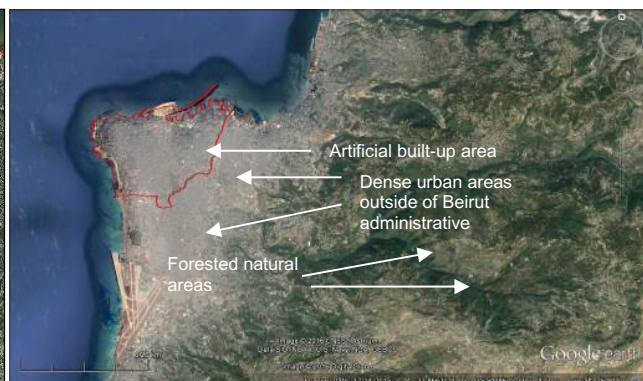 Artificial built-up area
Dense urban areas
outside of Beirut
administrative
Forested natural
areas
Google earth